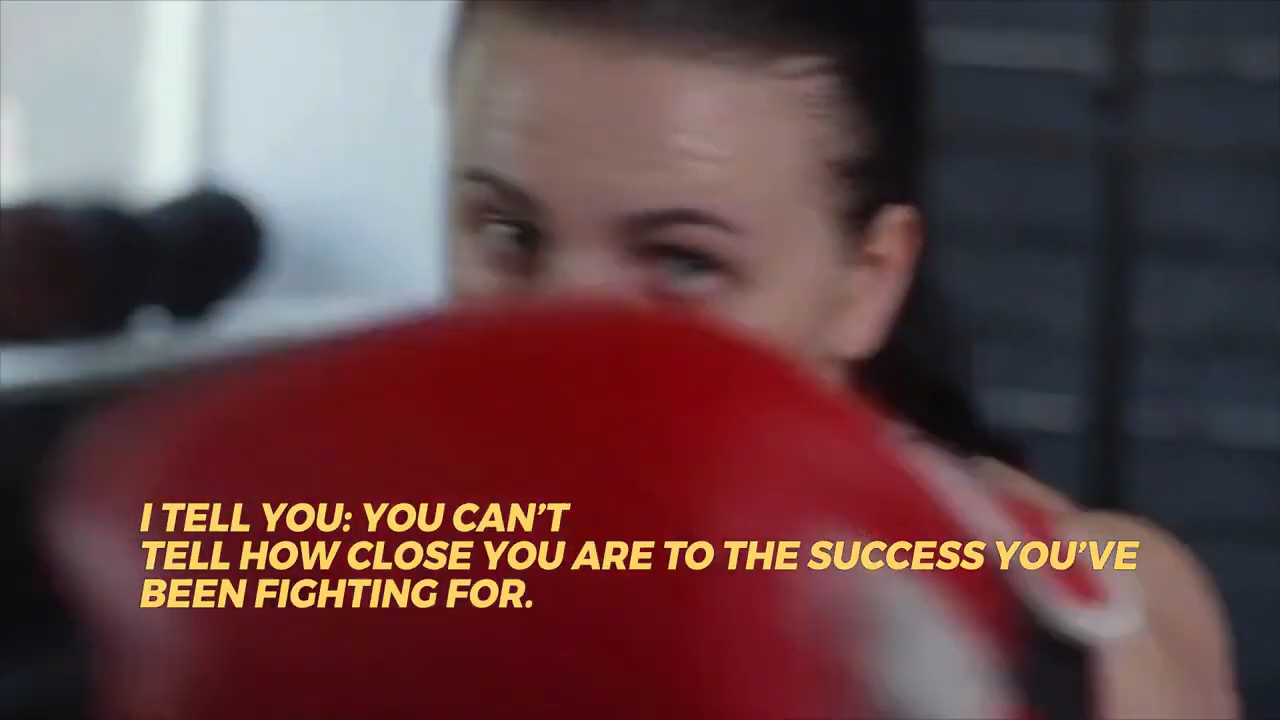 I TELL YOU: YOU CAN’T
TELL HOW CLOSE YOU ARE TO THE SUCCESS YOU’VE
BEEN FIGHTING FOR.